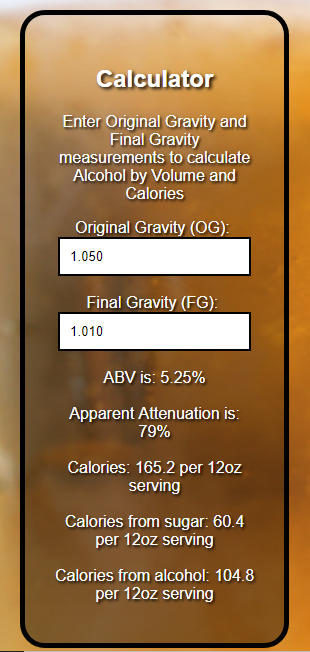 Calculator
Enter Original Gravity and
Final Gravity
measurements to calculate
Alcohol by Volume and
Calories
Original Gravity (OG):
1.050
Final Gravity (FG):
1.010
ABV is: 5.25%
Apparent Attenuation is:
79%
Calories: 165.2 per 12oz
serving
Calories from sugar: 60.4
per 12oz serving
Calories from alcohol: 104.8
per 12oz serving